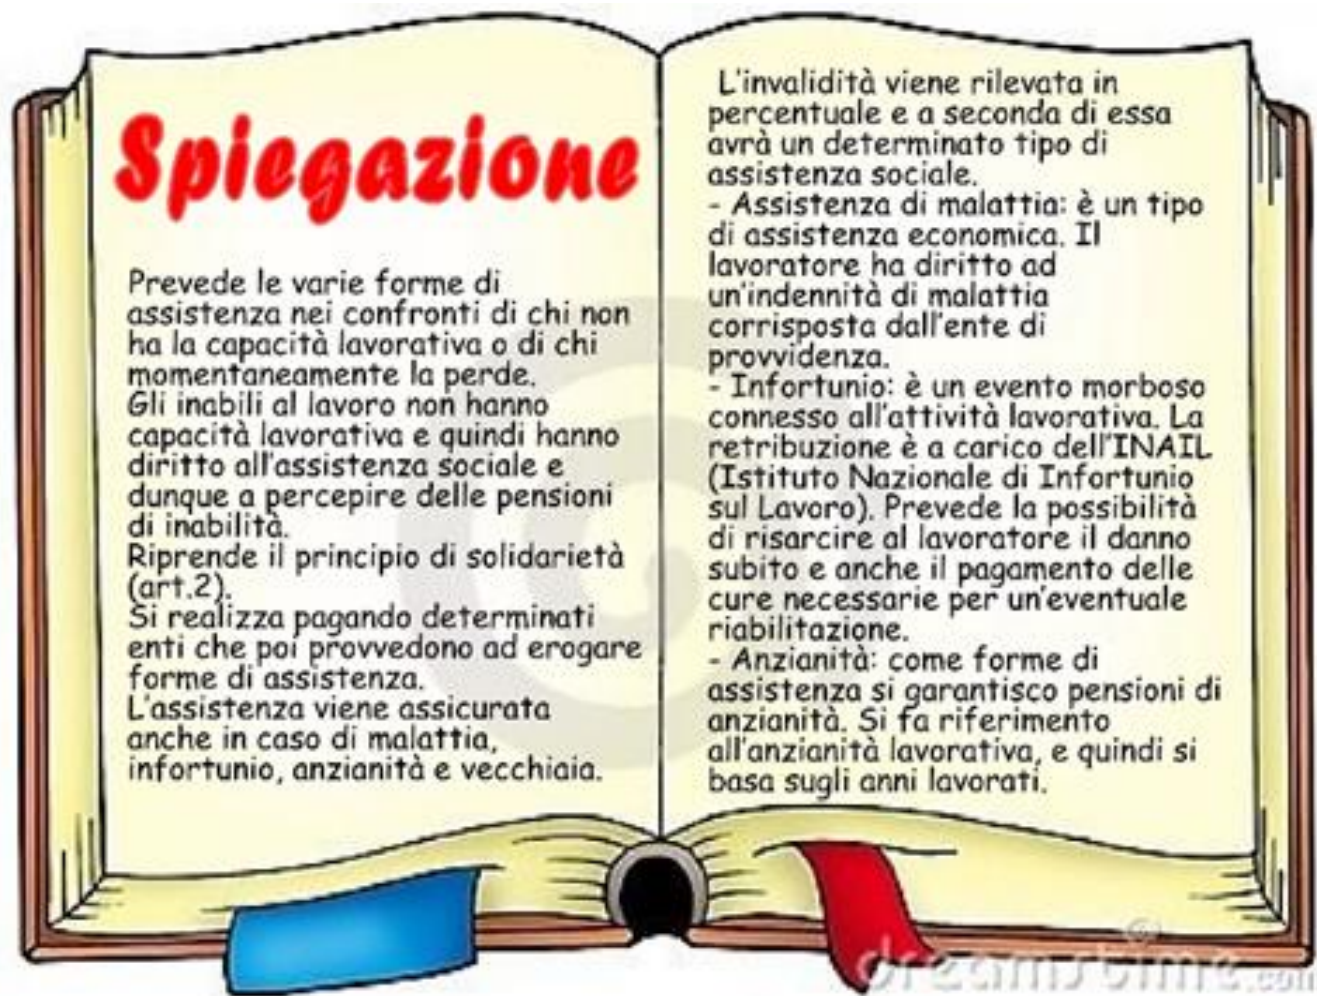 Spiegazione
Prevede le varie forme di
assistenza nei confronti di chi non
ha la capacità lavorativa o di chi
momentaneamente la perde.
Gli inabili al lavoro non hanno
capacità lavorativa e quindi hanno
diritto all'assistenza sociale e
dunque a percepire delle pensioni
di inabilità.
Riprende il principio di solidarietà
(art.2).
Si realizza pagando determinati
enti che poi provvedono ad erogare
forme di assistenza.
L'assistenza viene assicurata
anche in caso di malattia,
infortunio, anzianità e vecchiaia.
L'invalidità viene rilevata in
percentuale e a seconda di essa
avrà un determinato tipo di
assistenza sociale.
- Assistenza di malattia: è un tipo
di assistenza economica. Il
lavoratore ha diritto ad
un'indennità di malattia
corrisposta dall'ente di
provvidenza.
- Infortunio: è un evento morboso
connesso all'attività lavorativa. La
retribuzione è a carico dell'INAIL
(Istituto Nazionale di Infortunio
sul Lavoro). Prevede la possibilità
di risarcire al lavoratore il danno
subito e anche il pagamento delle
cure necessarie per un'eventuale
riabilitazione.
- Anzianità: come forme di
assistenza si garantisco pensioni di
anzianità. Si fa riferimento
all'anzianità lavorativa, e quindi si
basa sugli anni lavorati.
dreamstime.com